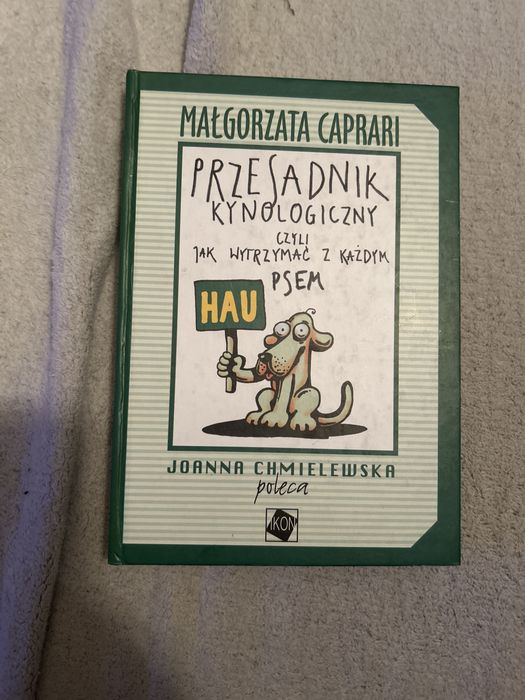 MAŁGORZATA CAPRARI
PRZESADNIK
KYNOLOGICZNY
CZYLI
JAK WYTRZYMAĆ Z KAŻDYM
PSEM
HAU
JOANNA CHMIELEWSKA
poleca
IKON